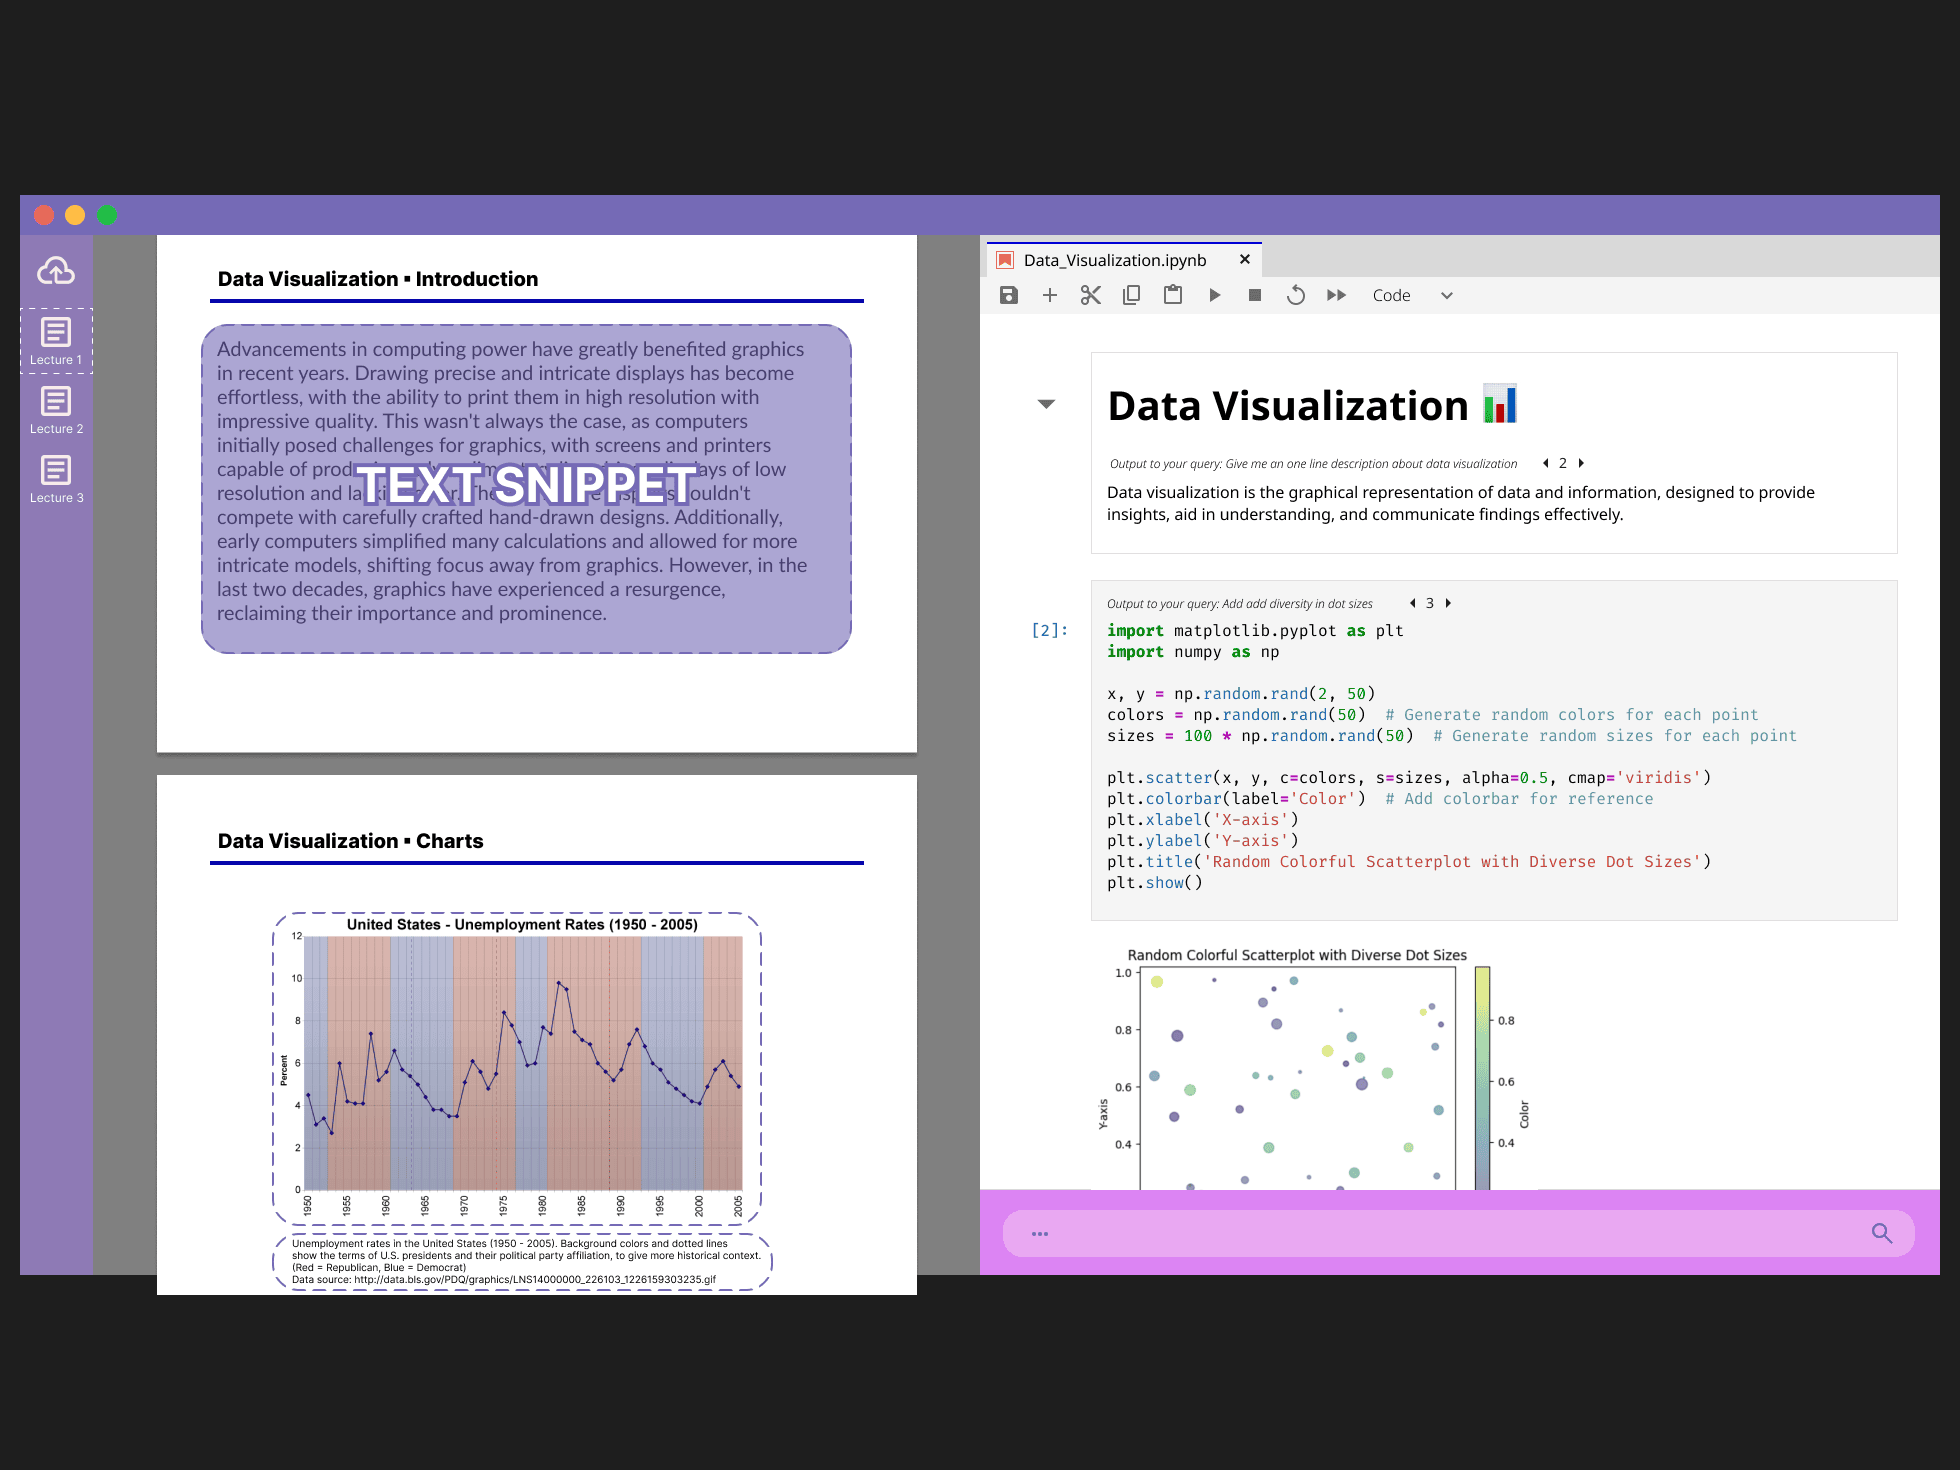 Lecture 1
Lecture 2
Lecture 3
Data Visualization ▪ Introduction
Advancements in computing power have greatly benefited graphics
in recent years. Drawing precise and intricate displays has become
effortless, with the ability to print them in high resolution with
impressive quality. This wasn't always the case, as computers
initially posed challenges for graphics, with screens and printers
capable of
of low
resolution and
compete with carefully crafted hand-drawn designs. Additionally,
early computers simplified many calculations and allowed for more
intricate models, shifting focus away from graphics. However, in the
last two decades, graphics have experienced a resurgence,
reclaiming their importance and prominence.
TEXT SNIPPET
Data Visualization ▪ Charts
United States - Unemployment Rates (1950 - 2005)
12
10
8
6
4
2
0
Percent
1950 1955 1960 1965 1970 1975 1980 1985 1990 1995 2000 2005
Unemployment rates in the United States (1950 - 2005). Background colors and dotted lines
show the terms of U.S. presidents and their political party affiliation, to give more historical context.
(Red = Republican, Blue = Democrat)
Data source: http://data.bls.gov/PDQ/graphics/LNS14000000_226103_1226159303235.gif
Data_Visualization.ipynb
Code
Data Visualization
Output to your query: Give me an one line description about data visualization 2
Data visualization is the graphical representation of data and information, designed to provide
insights, aid in understanding, and communicate findings effectively.
Output to your query: Add add diversity in dot sizes 3
[2]:
import matplotlib.pyplot as plt
import numpy as np
x, y = np.random.rand(2, 50)
colors = np.random.rand(50)  # Generate random colors for each point
sizes = 100 * np.random.rand(50)  # Generate random sizes for each point
plt.scatter(x, y, c=colors, s=sizes, alpha=0.5, cmap='viridis')
plt.colorbar(label='Color')  # Add colorbar for reference
plt.xlabel('X-axis')
plt.ylabel('Y-axis')
plt.title('Random Colorful Scatterplot with Diverse Dot Sizes')
plt.show()
Random Colorful Scatterplot with Diverse Dot Sizes
1.0
0.8
0.6
0.4
Y-axis
0.8
0.6
0.4
Color
...